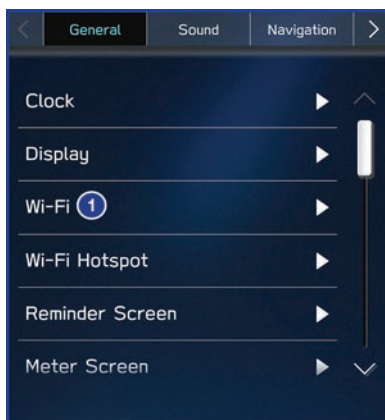 General Sound Navigation
Clock
Display
Wi-Fi 1
Wi-Fi Hotspot
Reminder Screen
Meter Screen